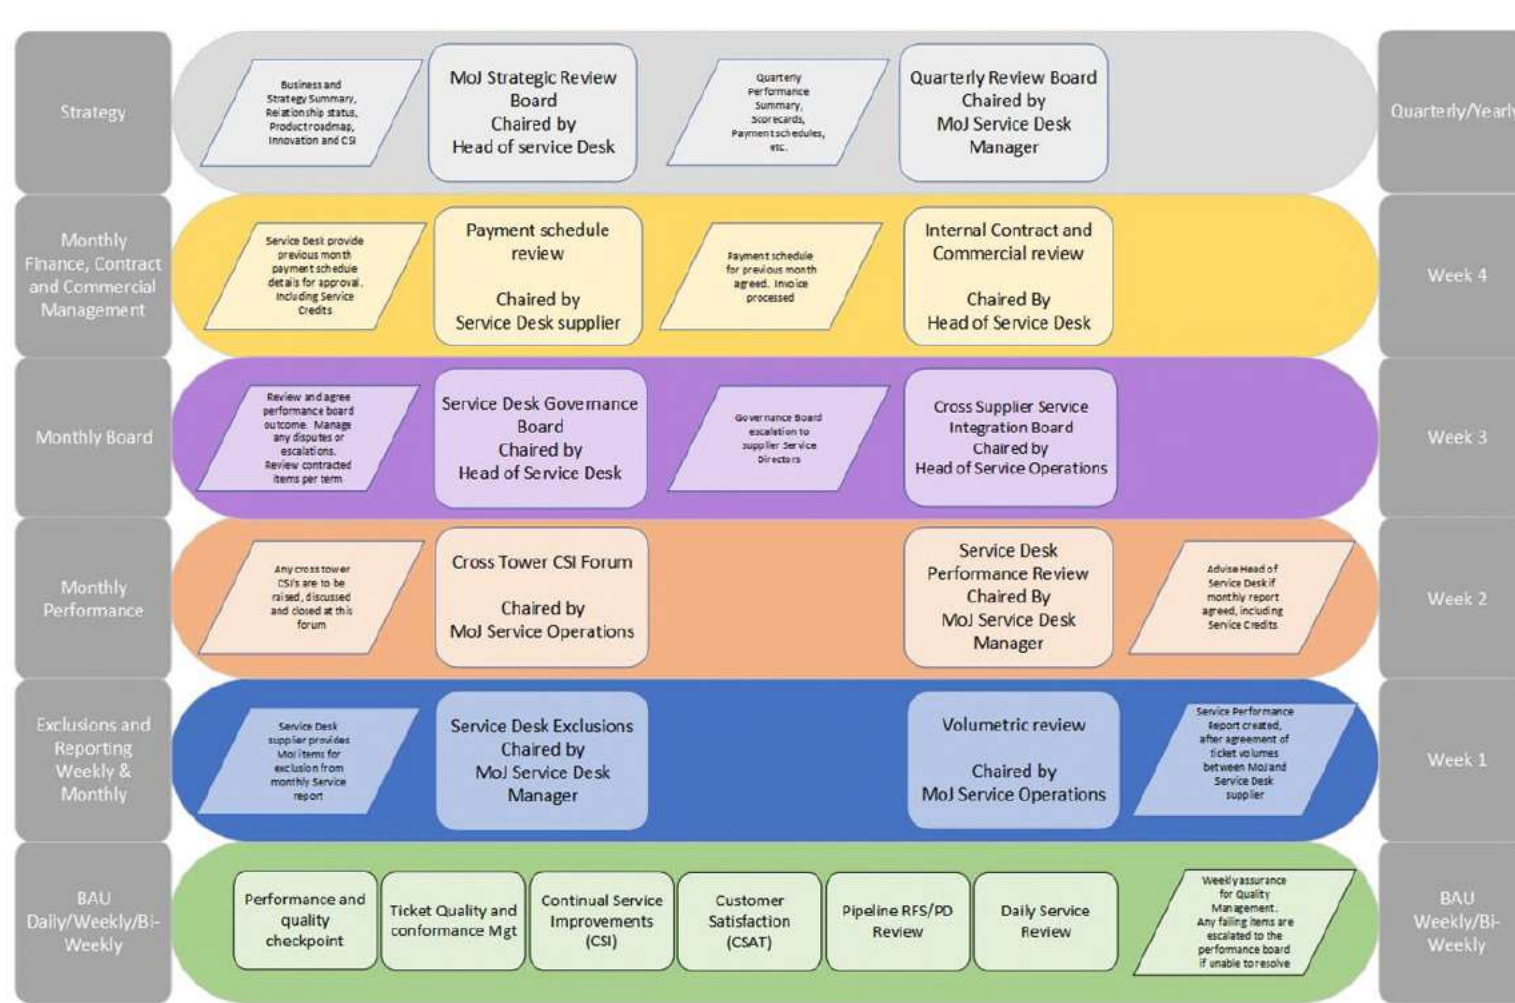 Strategy
Business and
Strategy Summary,
Relationship status,
Product roadmap,
Innovation and CSI
MoJ Strategic Review
Board
Chaired by
Head of service Desk
Quarterly
Performance
Summary,
Scorecards,
Payment schedules,
etc.
Quarterly Review Board
Chaired by
MoJ Service Desk
Manager
Quarterly/Yearly
Monthly
Finance, Contract
and Commercial
Management
Service Desk provide
previous month
payment schedule
details for approval.
Including Service
Credits
Payment schedule
review
Chaired by
Service Desk supplier
Payment schedule
for previous month
agreed. Invoice
processed
Internal Contract and
Commercial review
Chaired By
Head of Service Desk
Week 4
Monthly Board
Review and agree
performance board
outcome. Manage
any disputes or
escalations.
Review contracted
items per term
Service Desk Governance
Board
Chaired by
Head of Service Desk
Governance Board
escalation to
supplier Service
Directors
Cross Supplier Service
Integration Board
Chaired by
Head of Service Operations
Week 3
Monthly
Performance
Any cross tower
CSI's are to be
raised, discussed
and closed at this
forum
Cross Tower CSI Forum
Chaired by
MoJ Service Operations
Service Desk
Performance Review
Chaired By
MoJ Service Desk
Manager
Advise Head of
Service Desk if
monthly report
agreed, including
Service Credits
Week 2
Exclusions and
Reporting
Weekly &
Monthly
Service Desk
supplier provides
MoJ items for
exclusion from
monthly Service
report
Service Desk Exclusions
Chaired by
MoJ Service Desk
Manager
Volumetric review
Chaired by
MoJ Service Operations
Service Performance
Report created,
after agreement of
ticket volumes
between MoJ and
Service Desk
supplier
Week 1
BAU
Daily/Weekly/Bi-
Weekly
Performance and
quality
checkpoint
Ticket Quality and
conformance Mgt
Continual Service
Improvements
(CSI)
Customer
Satisfaction
(CSAT)
Pipeline RFS/PD
Review
Daily Service
Review
Weekly assurance
for Quality
Management.
Any failing items are
escalated to the
performance board
if unable to resolve
BAU
Weekly/Bi-
Weekly